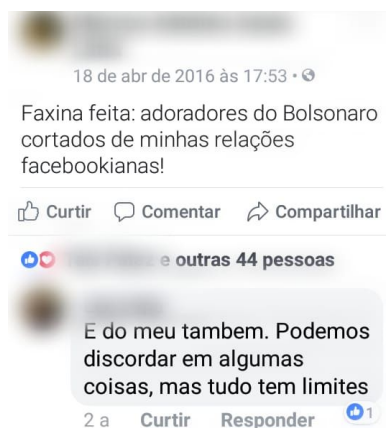 18 de abr de 2016 às 17:53 •
Faxina feita: adoradores do Bolsonaro
cortados de minhas relações
facebookianas!
Curtir Comentar Compartilhar
e outras 44 pessoas
E do meu tambem. Podemos
discordar em algumas
coisas, mas tudo tem limites
2 a Curtir Responder 1